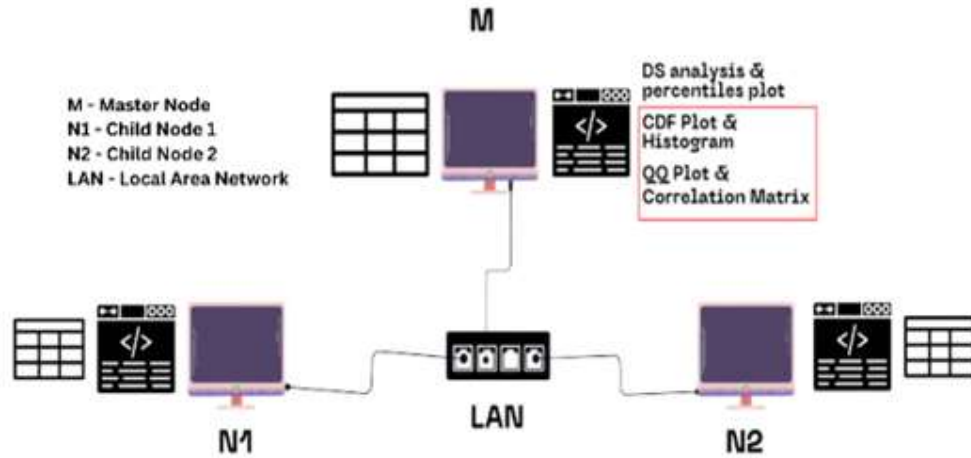 M
M - Master Node
N1 - Child Node 1
N2 - Child Node 2
LAN - Local Area Network
DS analysis &
percentiles plot
CDF Plot &
Histogram
QQ Plot &
Correlation Matrix
</>
</>
</>
LAN
N1
N2